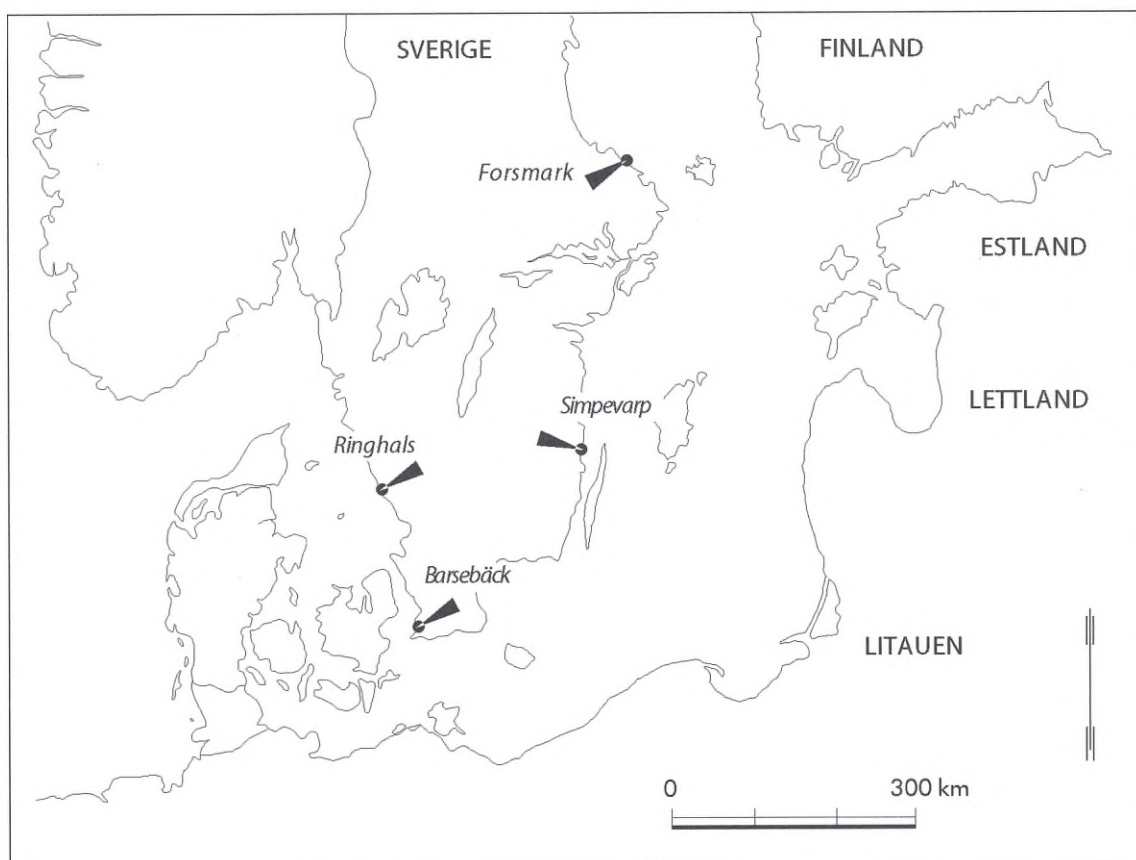 SVERIGE
FINLAND
Forsmark
ESTLAND
Simpevarp
LETTLAND
Ringhals
Barsebäck
LITAUEN
0 300 km